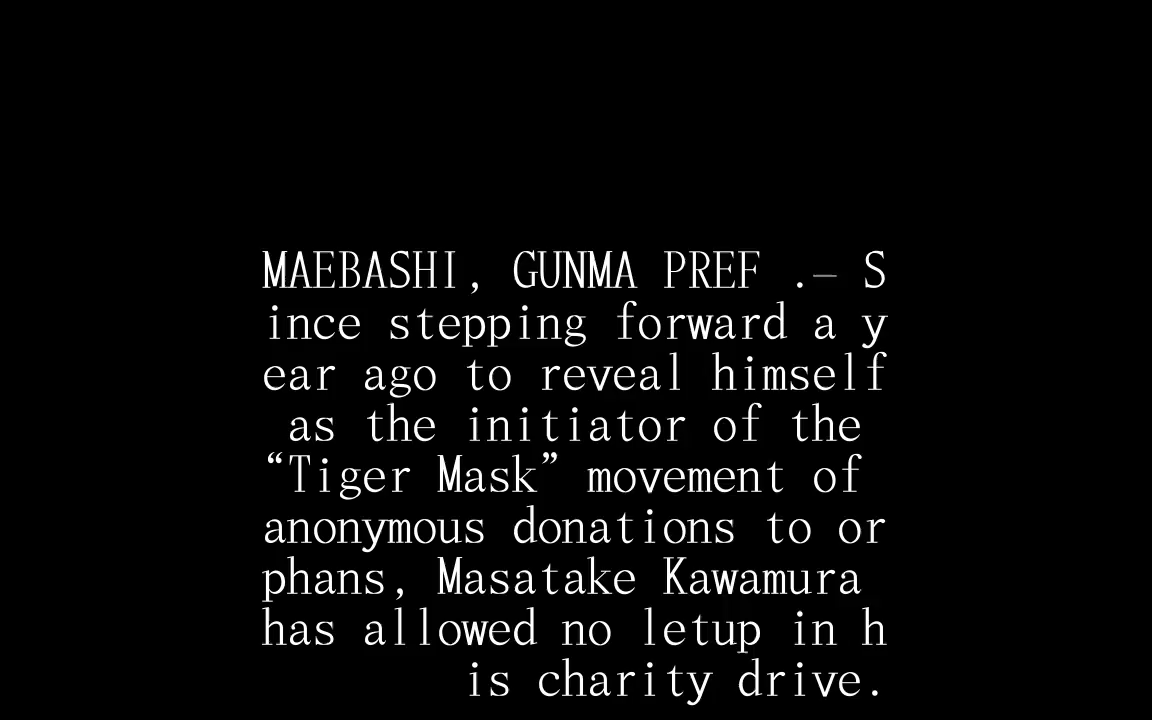 MAEBASHI, GUNMA PREF .— S
ince stepping forward a y
ear ago to reveal himself
as the initiator of the
“Tiger Mask” movement of
anonymous donations to or
phans, Masatake Kawamura
has allowed no letup in h
is charity drive.